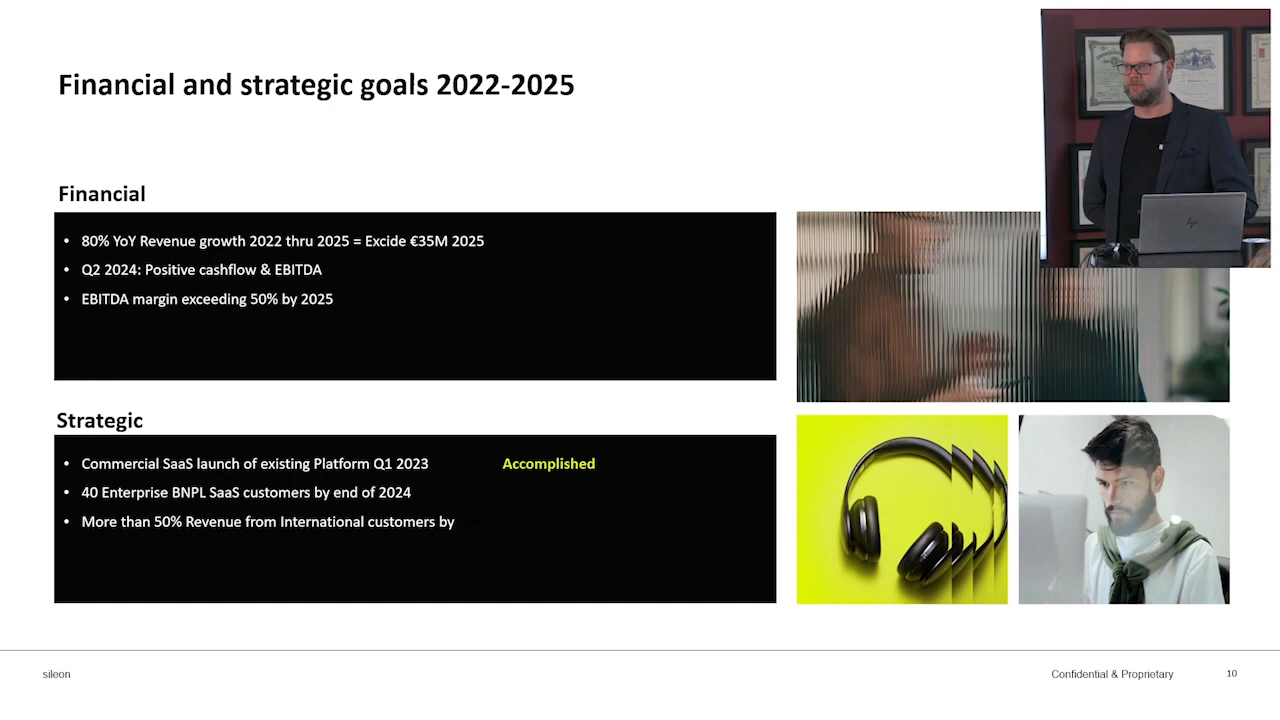 Financial and strategic goals 2022-2025
Financial
• 80% YoY Revenue growth 2022 thru 2025 = Excide €35M 2025
• Q2 2024: Positive cashflow & EBITDA
• EBITDA margin exceeding 50% by 2025
Strategic
• Commercial SaaS launch of existing Platform Q1 2023 Accomplished
• 40 Enterprise BNPL SaaS customers by end of 2024
• More than 50% Revenue from International customers by
sileon
Confidential & Proprietary
10
hp